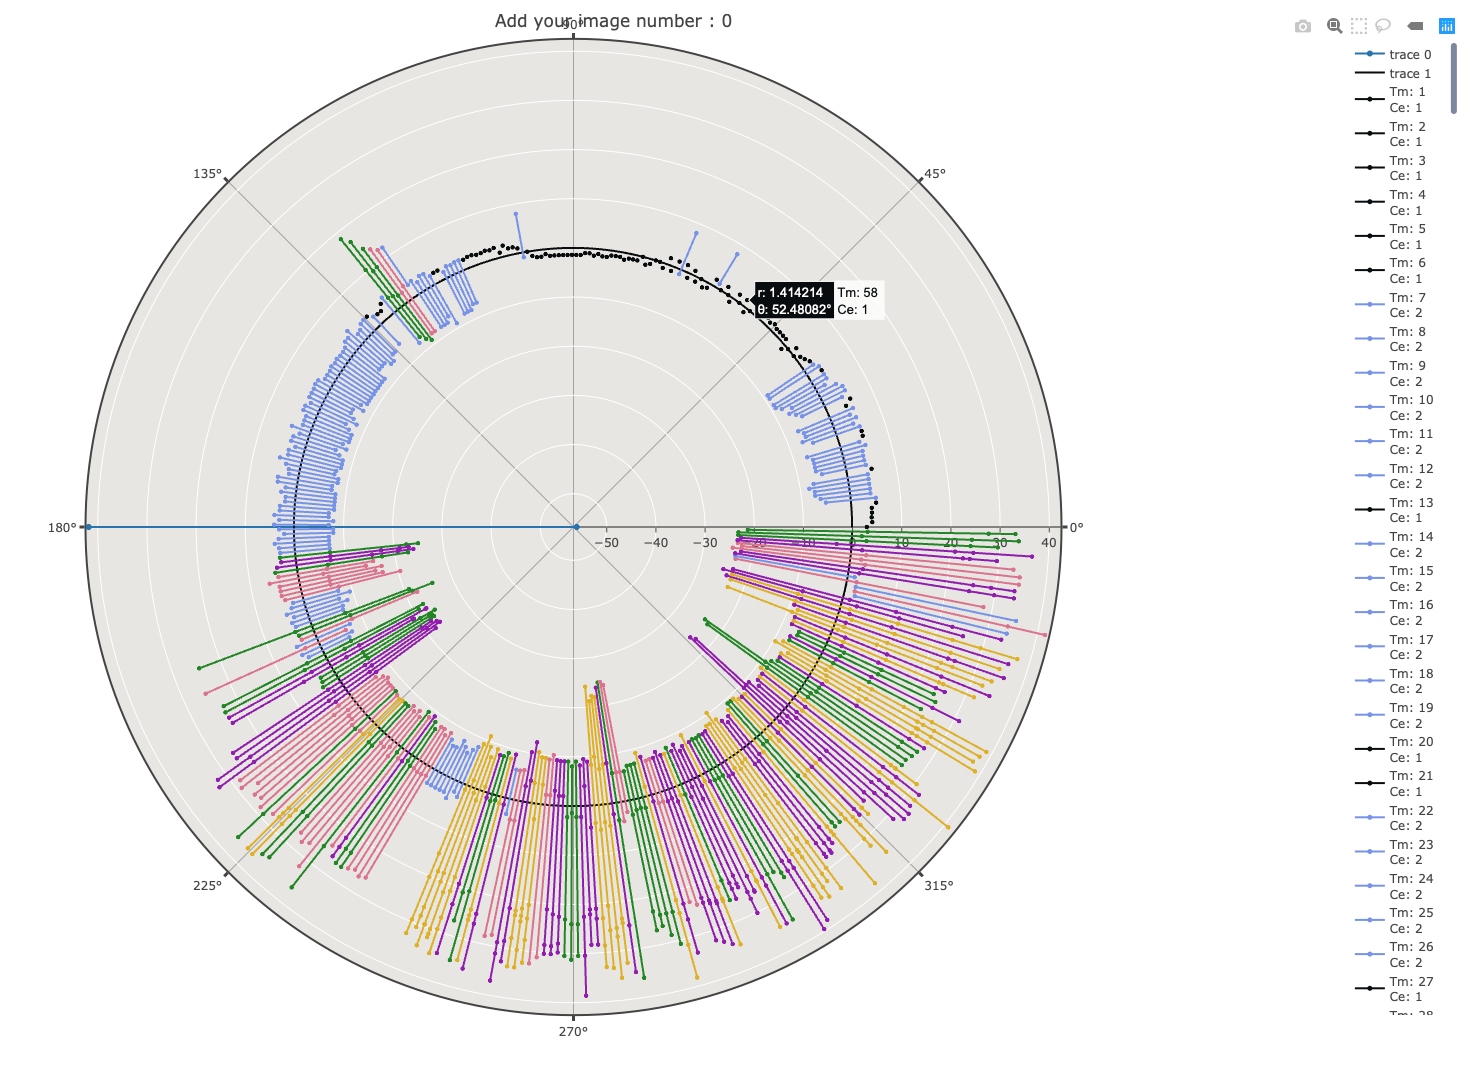 Add your image number : 0
90°
135°
45°
180°
0°
225°
315°
270°
−50
−40
−30
−20
−10
0
10
20
30
40
r: 1.414214
θ: 52.48082°
Tm: 58
Ce: 1
trace 0
trace 1
Tm: 1
Ce: 1
Tm: 2
Ce: 1
Tm: 3
Ce: 1
Tm: 4
Ce: 1
Tm: 5
Ce: 1
Tm: 6
Ce: 1
Tm: 7
Ce: 2
Tm: 8
Ce: 2
Tm: 9
Ce: 2
Tm: 10
Ce: 2
Tm: 11
Ce: 2
Tm: 12
Ce: 2
Tm: 13
Ce: 1
Tm: 14
Ce: 2
Tm: 15
Ce: 2
Tm: 16
Ce: 2
Tm: 17
Ce: 2
Tm: 18
Ce: 2
Tm: 19
Ce: 2
Tm: 20
Ce: 1
Tm: 21
Ce: 1
Tm: 22
Ce: 2
Tm: 23
Ce: 2
Tm: 24
Ce: 2
Tm: 25
Ce: 2
Tm: 26
Ce: 2
Tm: 27
Ce: 1